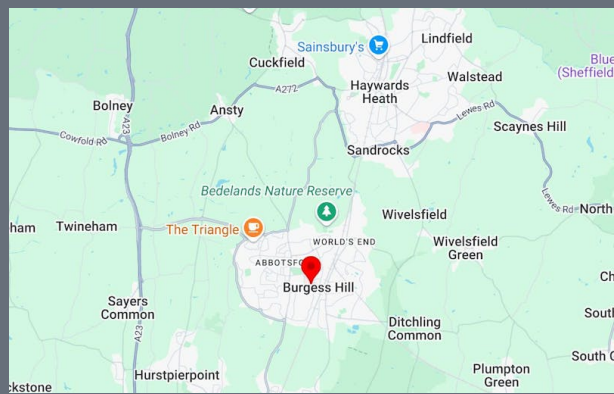 Lindfield
Sainsbury's
Cuckfield
Blue
(Sheffield
Walstead
Haywards
Heath
A272
Bolney
A23
Ansty
Lewes Rd
Scaynes Hill
Cowfold Rd
Bolney Rd
Sandrocks
Bedelands Nature Reserve
Lewes Rd
North
ham
Twineham
The Triangle
Wivelsfield
WORLD'S END
Wivelsfield
Green
ABBOTSFO
Ch
Burgess Hill
Sayers
Common
A23
Ditchling
Common
South
South C
Hurstpierpoint
Plumpton
Green
ckstone